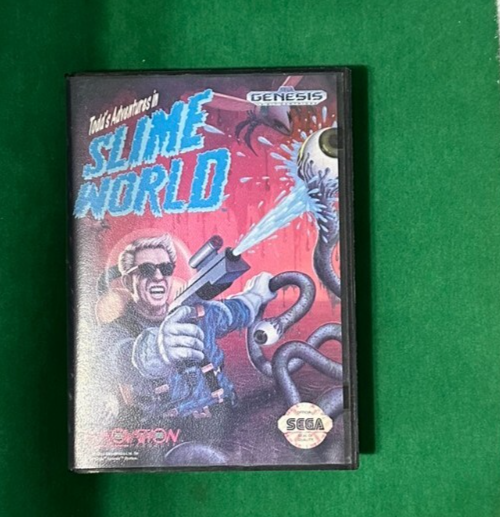 Todd's Adventures in
SLIME
WORLD
GENESIS
SEGA